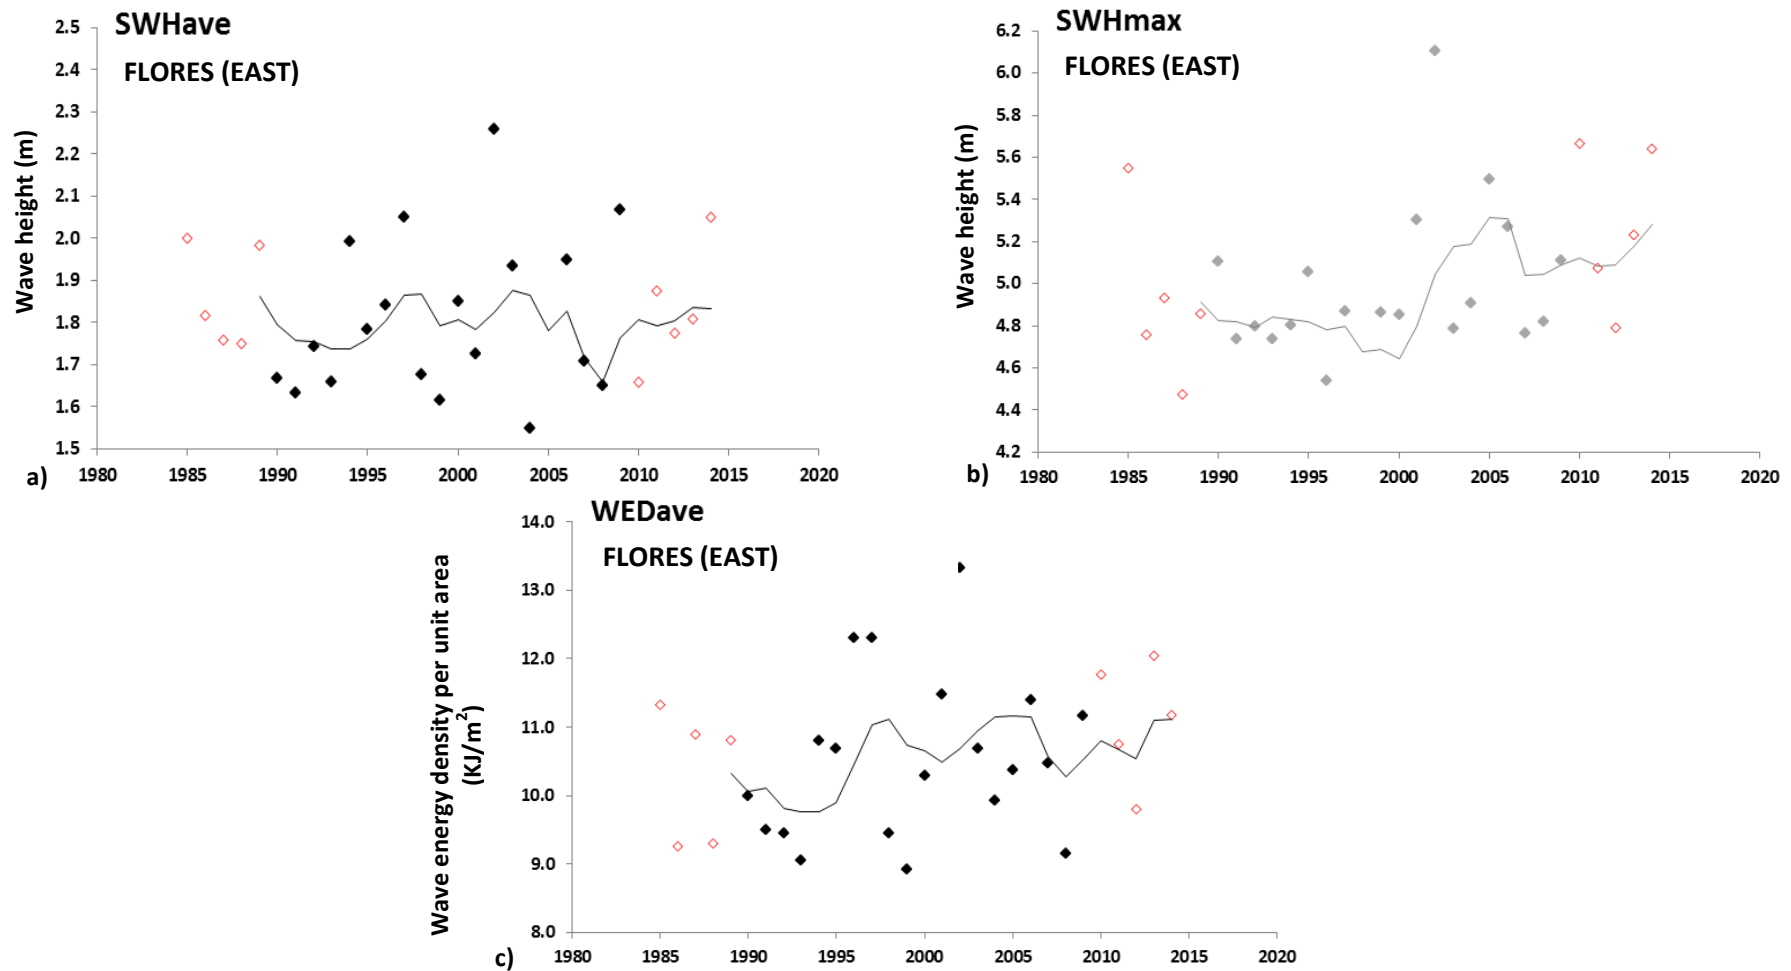 SWHave
FLORES (EAST)
Wave height (m)
2.5
2.4
2.3
2.2
2.1
2.0
1.9
1.8
1.7
1.6
1.5
1980 1985 1990 1995 2000 2005 2010 2015 2020
a)
SWHmax
FLORES (EAST)
Wave height (m)
6.2
6.0
5.8
5.6
5.4
5.2
5.0
4.8
4.6
4.4
4.2
1980 1985 1990 1995 2000 2005 2010 2015 2020
b)
WEDave
FLORES (EAST)
Wave energy density per unit area
(KJ/m²)
14.0
13.0
12.0
11.0
10.0
9.0
8.0
1980 1985 1990 1995 2000 2005 2010 2015 2020
c)